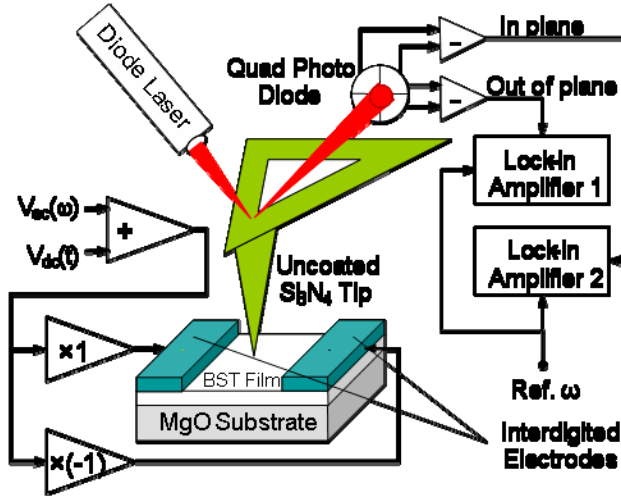 In plane
Quad Photo
Diode
Out of plane
Diode Laser
Lock-in
Amplifier 1
Vac(ω)
+
Vdc(t)
Lock-in
Amplifier 2
Uncoated
Si3N4 Tip
×1
BST Film
MgO Substrate
Ref. ω
Interdigited
Electrodes
×(-1)
-
-